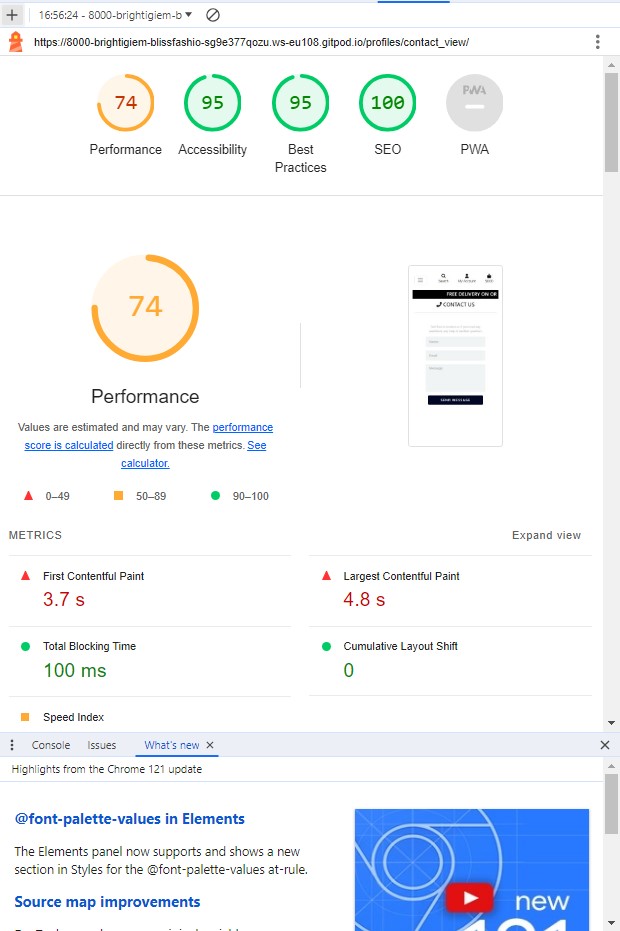 16:56:24 - 8000-brightigiem-b
https://8000-brightigiem-blissfashio-sg9e377qozu.ws-eu108.gitpod.io/profiles/contact_view/
74 95 95 100 PWA
Performance Accessibility Best Practices SEO PWA
74
FREE DELIVERY ON OR
CONTACT US
SEND MESSAGE
Performance
Values are estimated and may vary. The performance
score is calculated directly from these metrics. See
calculator.
0–49 50–89 90–100
METRICS Expand view
First Contentful Paint Largest Contentful Paint
3.7 s 4.8 s
Total Blocking Time Cumulative Layout Shift
100 ms 0
Speed Index
Console Issues What's new
Highlights from the Chrome 121 update
@font-palette-values in Elements
The Elements panel now supports and shows a new
section in Styles for the @font-palette-values at-rule.
Source map improvements
new